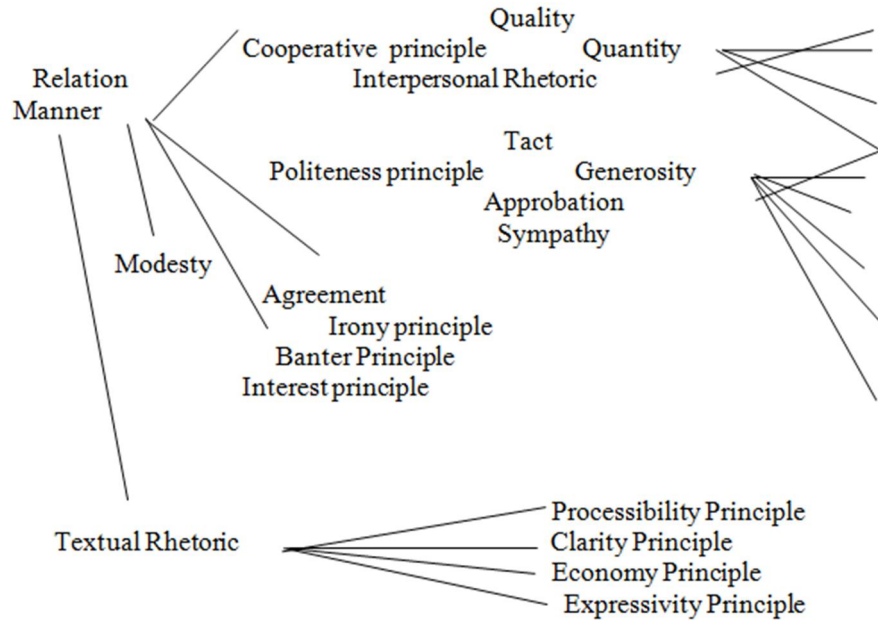 Quality
Cooperative principle Quantity
Interpersonal Rhetoric
Relation
Manner
Tact
Politeness principle Generosity
Approbation
Sympathy
Modesty
Agreement
Irony principle
Banter Principle
Interest principle
Processibility Principle
Textual Rhetoric Clarity Principle
Economy Principle
Expressivity Principle